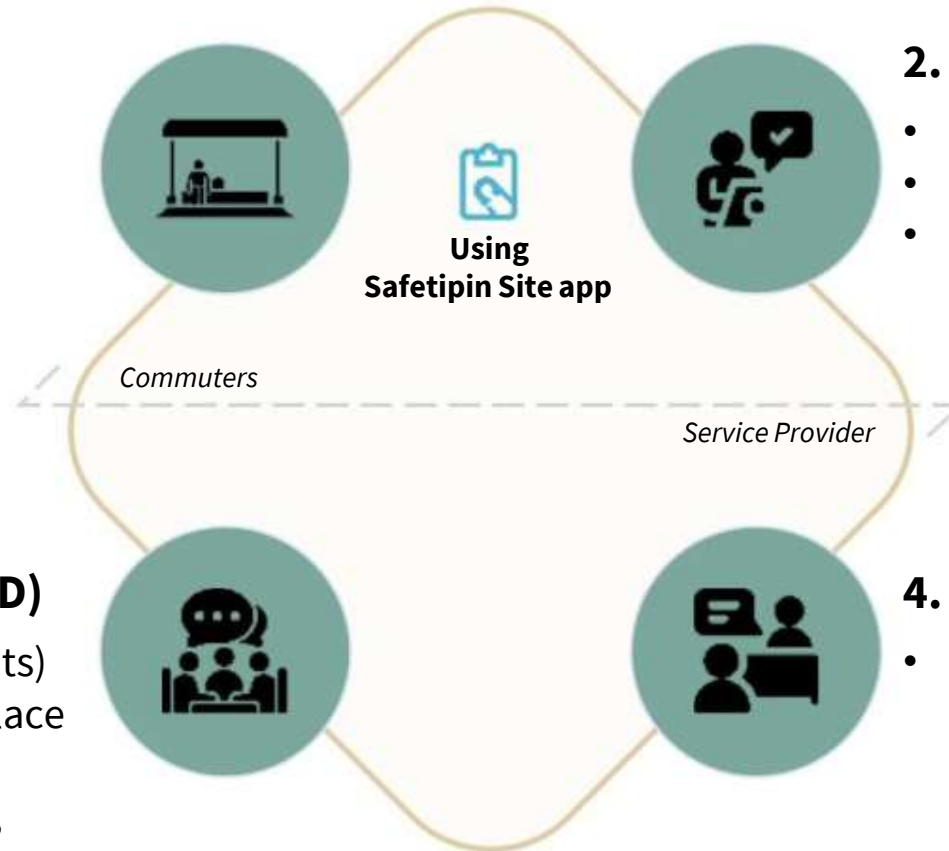 2.
•
•
•
Using
Safetipin Site app
Commuters
Service Provider
D)
ts)
ace
4.
•